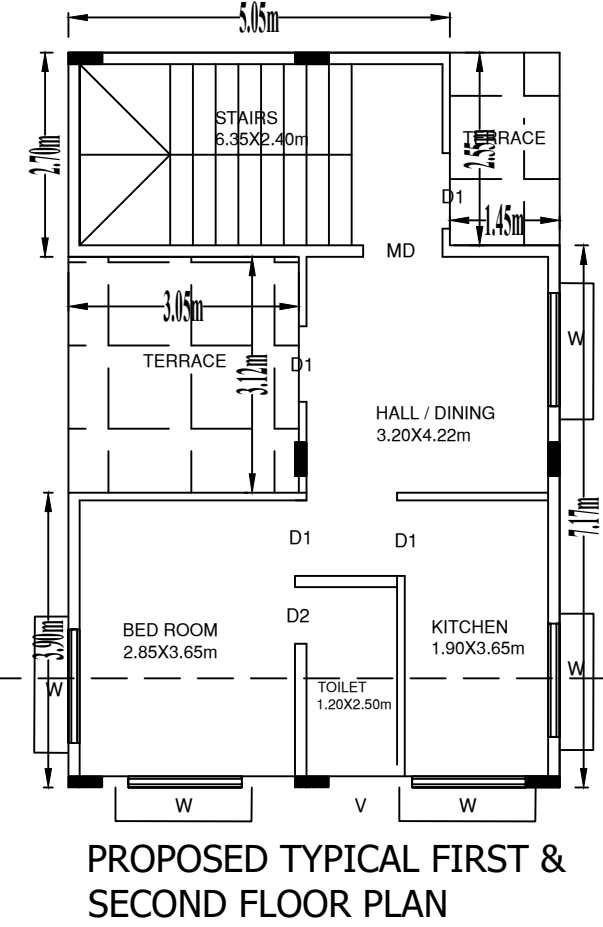 5.05m
STAIRS
6.35X2.40m
2.70m
TERRACE
2.55m
D1
1.45m
MD
3.05m
W
TERRACE
3.12m
D1
HALL / DINING
3.20X4.22m
7.17m
D1
D1
D2
BED ROOM
2.85X3.65m
KITCHEN
1.90X3.65m
3.90m
W
TOILET
1.20X2.50m
W
W
V
W
PROPOSED TYPICAL FIRST &
SECOND FLOOR PLAN